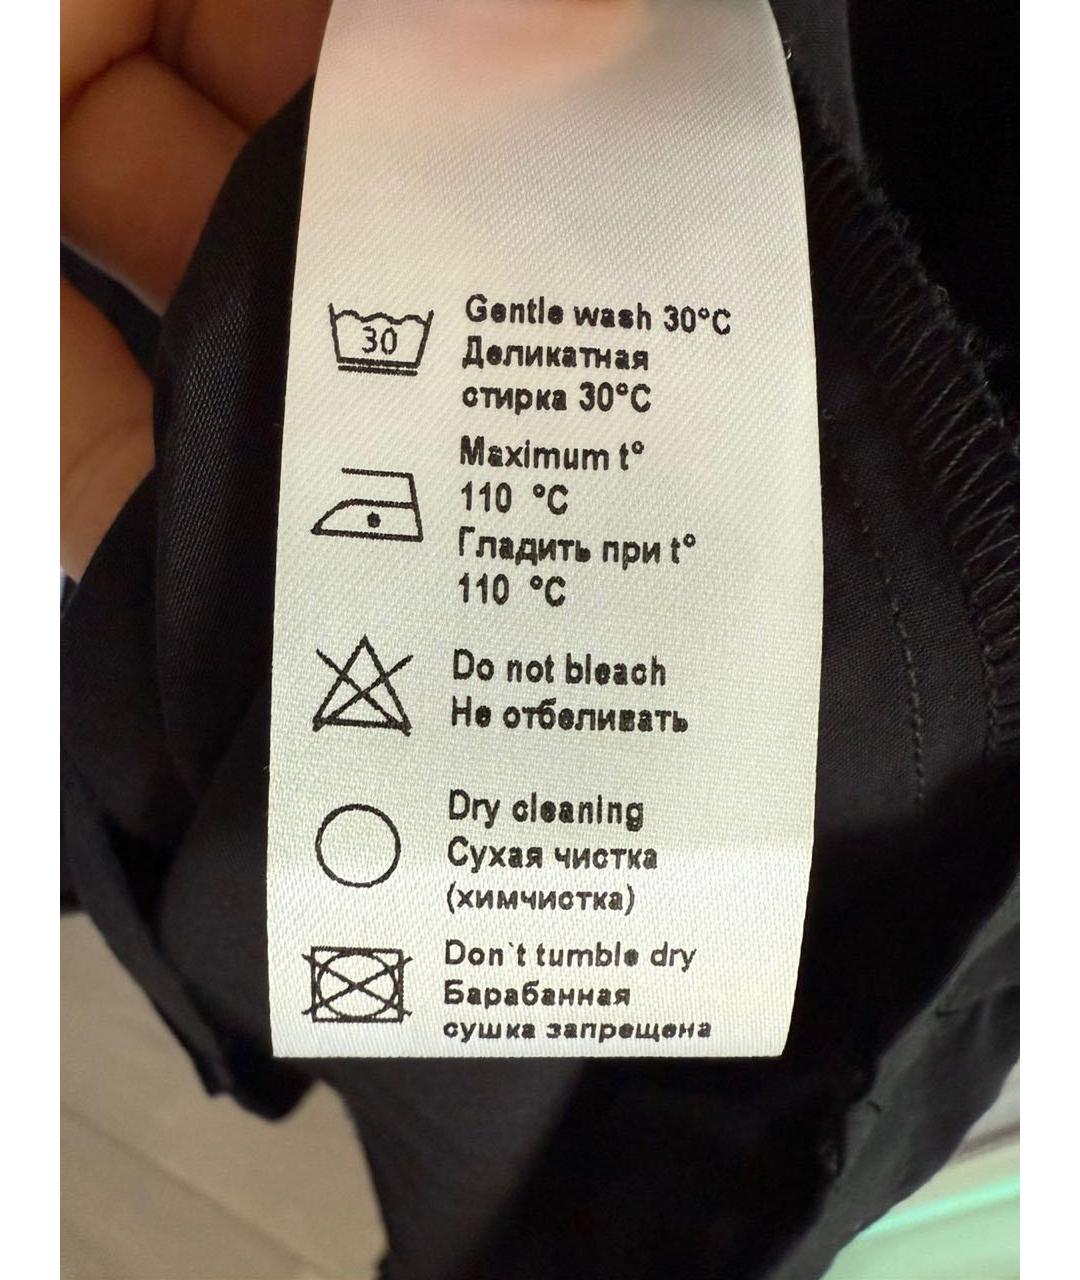 Gentle wash 30°C
30
Деликатная
стирка 30°C
Maximum t°
110 °C
Гладить при t°
110 °C
Do not bleach
Не отбеливать
Dry cleaning
Сухая чистка
(химчистка)
Don`t tumble dry
Барабанная
сушка запрещена